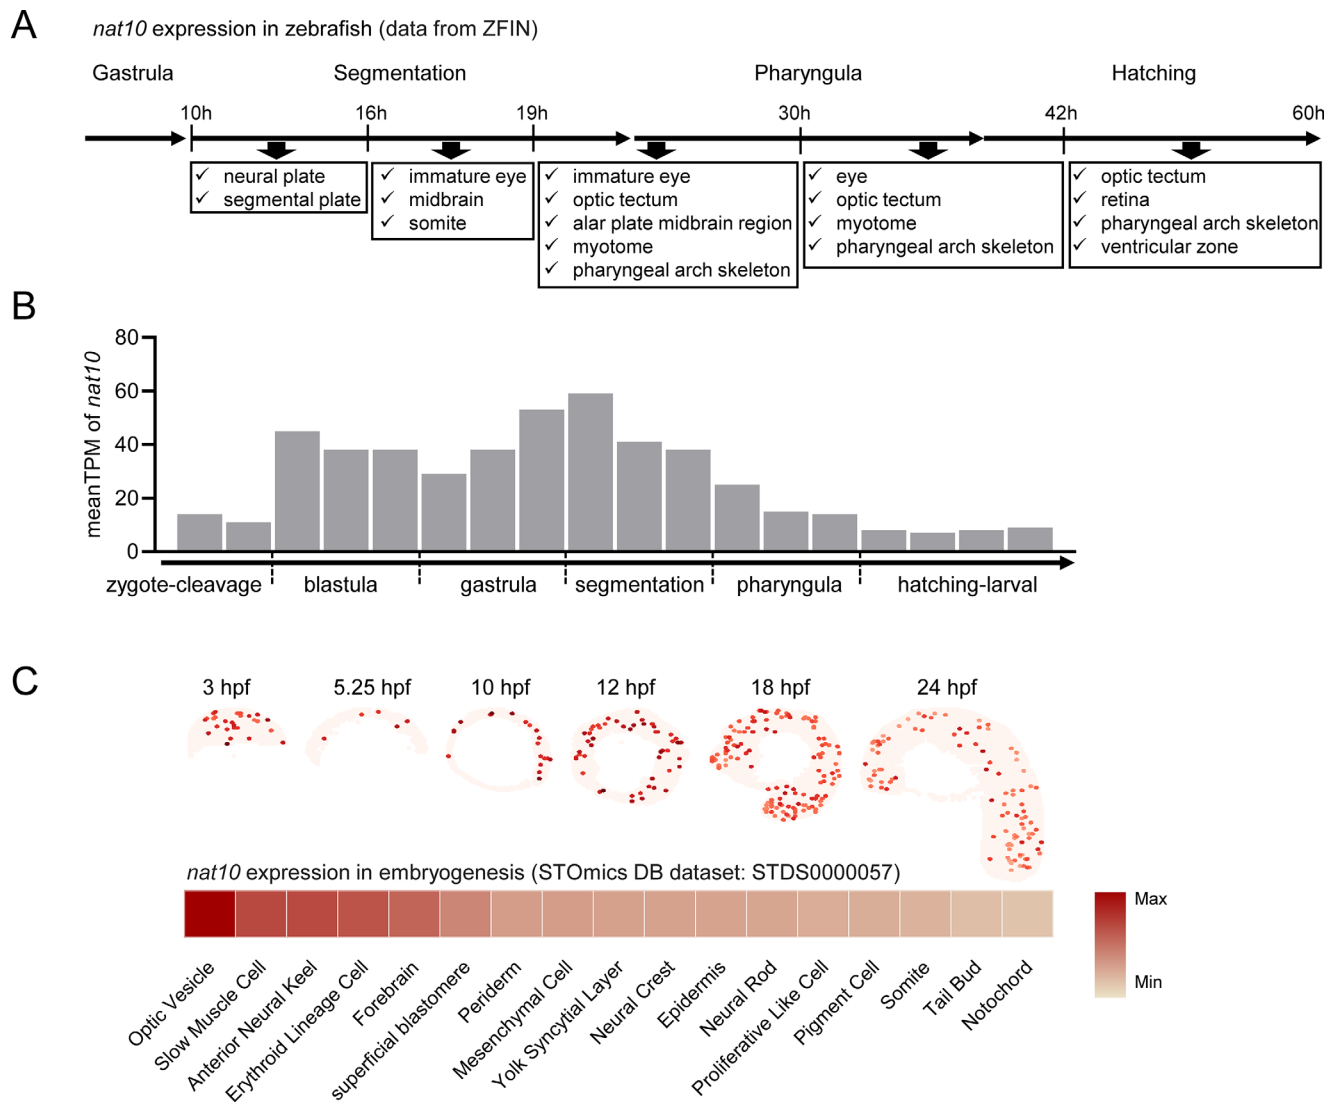 A
nat10 expression in zebrafish (data from ZFIN)
Gastrula Segmentation Pharyngula Hatching
10h 16h 19h 30h 42h 60h
✓ neural plate
✓ segmental plate
✓ immature eye
✓ midbrain
✓ somite
✓ immature eye
✓ optic tectum
✓ alar plate midbrain region
✓ myotome
✓ pharyngeal arch skeleton
✓ eye
✓ optic tectum
✓ myotome
✓ pharyngeal arch skeleton
✓ optic tectum
✓ retina
✓ pharyngeal arch skeleton
✓ ventricular zone
B
meanTPM of nat10
80
60
40
20
0
zygote-cleavage blastula gastrula segmentation pharyngula hatching-larval
C
3 hpf 5.25 hpf 10 hpf 12 hpf 18 hpf 24 hpf
nat10 expression in embryogenesis (STOmics DB dataset: STDS0000057)
Max
Min
Optic Vesicle
Slow Muscle Cell
Anterior Neural Keel
Erythroid Lineage Cell
Forebrain
superficial blastomere
Periderm
Mesenchymal Cell
Yolk Syncytial Layer
Neural Crest
Epidermis
Neural Rod
Proliferative Like Cell
Pigment Cell
Somite
Tail Bud
Notochord